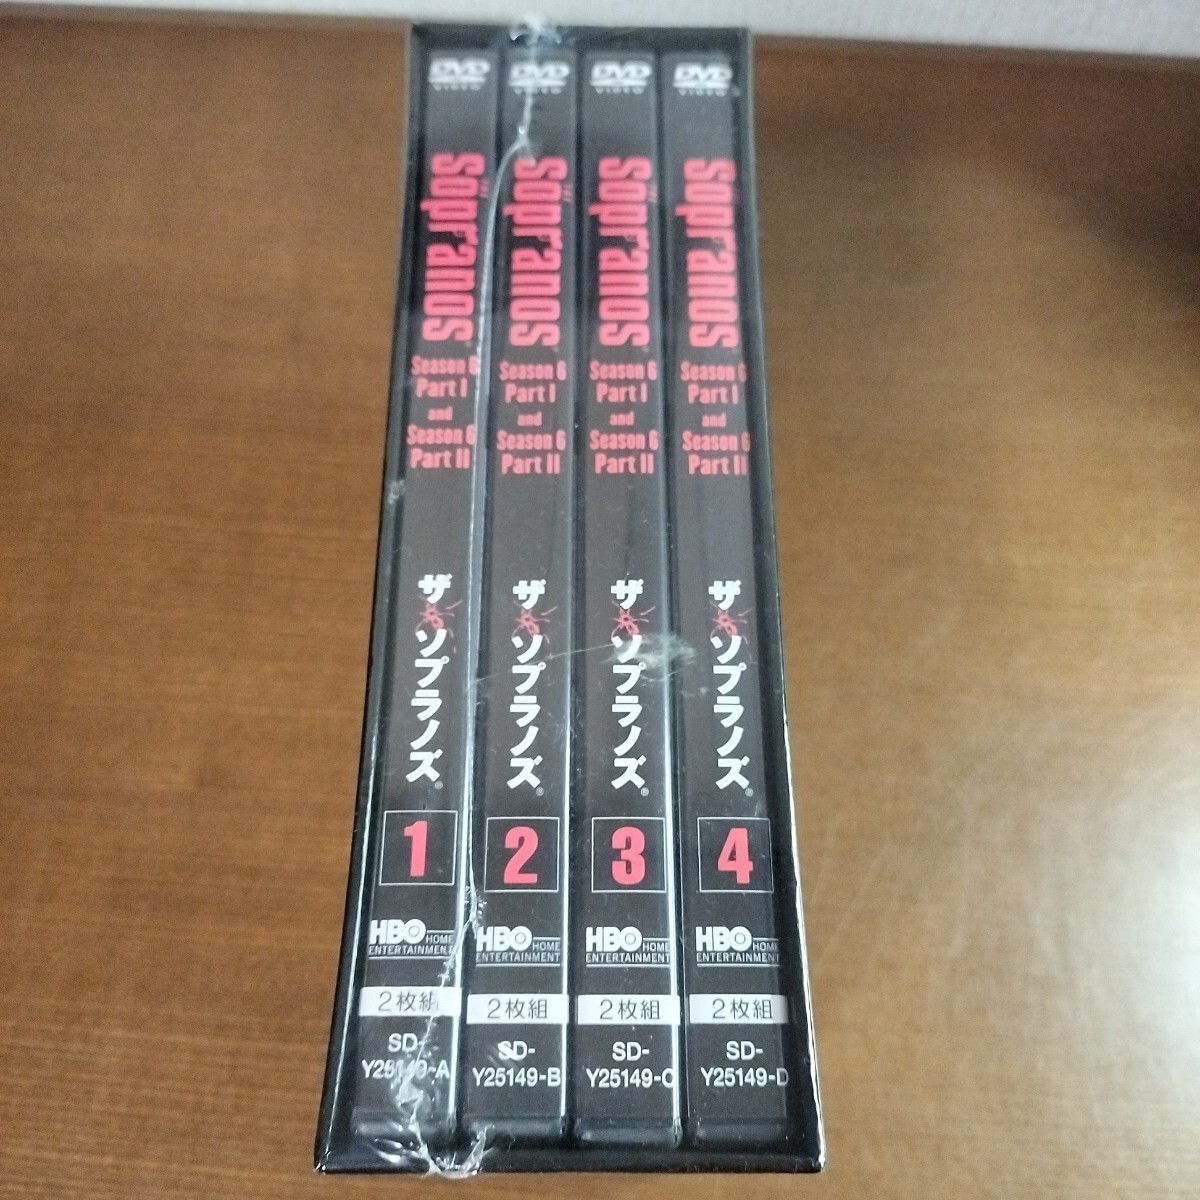 DVD
VIDEO
THE
Sopranos
Season 6
Part I
and
Season 6
Part II
ザ・ソプラノズ®
1
HBO HOME
ENTERTAINMENT
2枚組
SD-
Y25149-A
DVD
VIDEO
THE
Sopranos
Season 6
Part I
and
Season 6
Part II
ザ・ソプラノズ®
2
HBO HOME
ENTERTAINMENT
2枚組
SD-
Y25149-B
DVD
VIDEO
THE
Sopranos
Season 6
Part I
and
Season 6
Part II
ザ・ソプラノズ®
3
HBO HOME
ENTERTAINMENT
2枚組
SD-
Y25149-C
DVD
VIDEO
Sopranos
Season 6
Part I
and
Season 6
Part II
ザ・ソプラノズ®
4
HBO HOME
ENTERTAINMENT
2枚組
SD-
Y25149-D